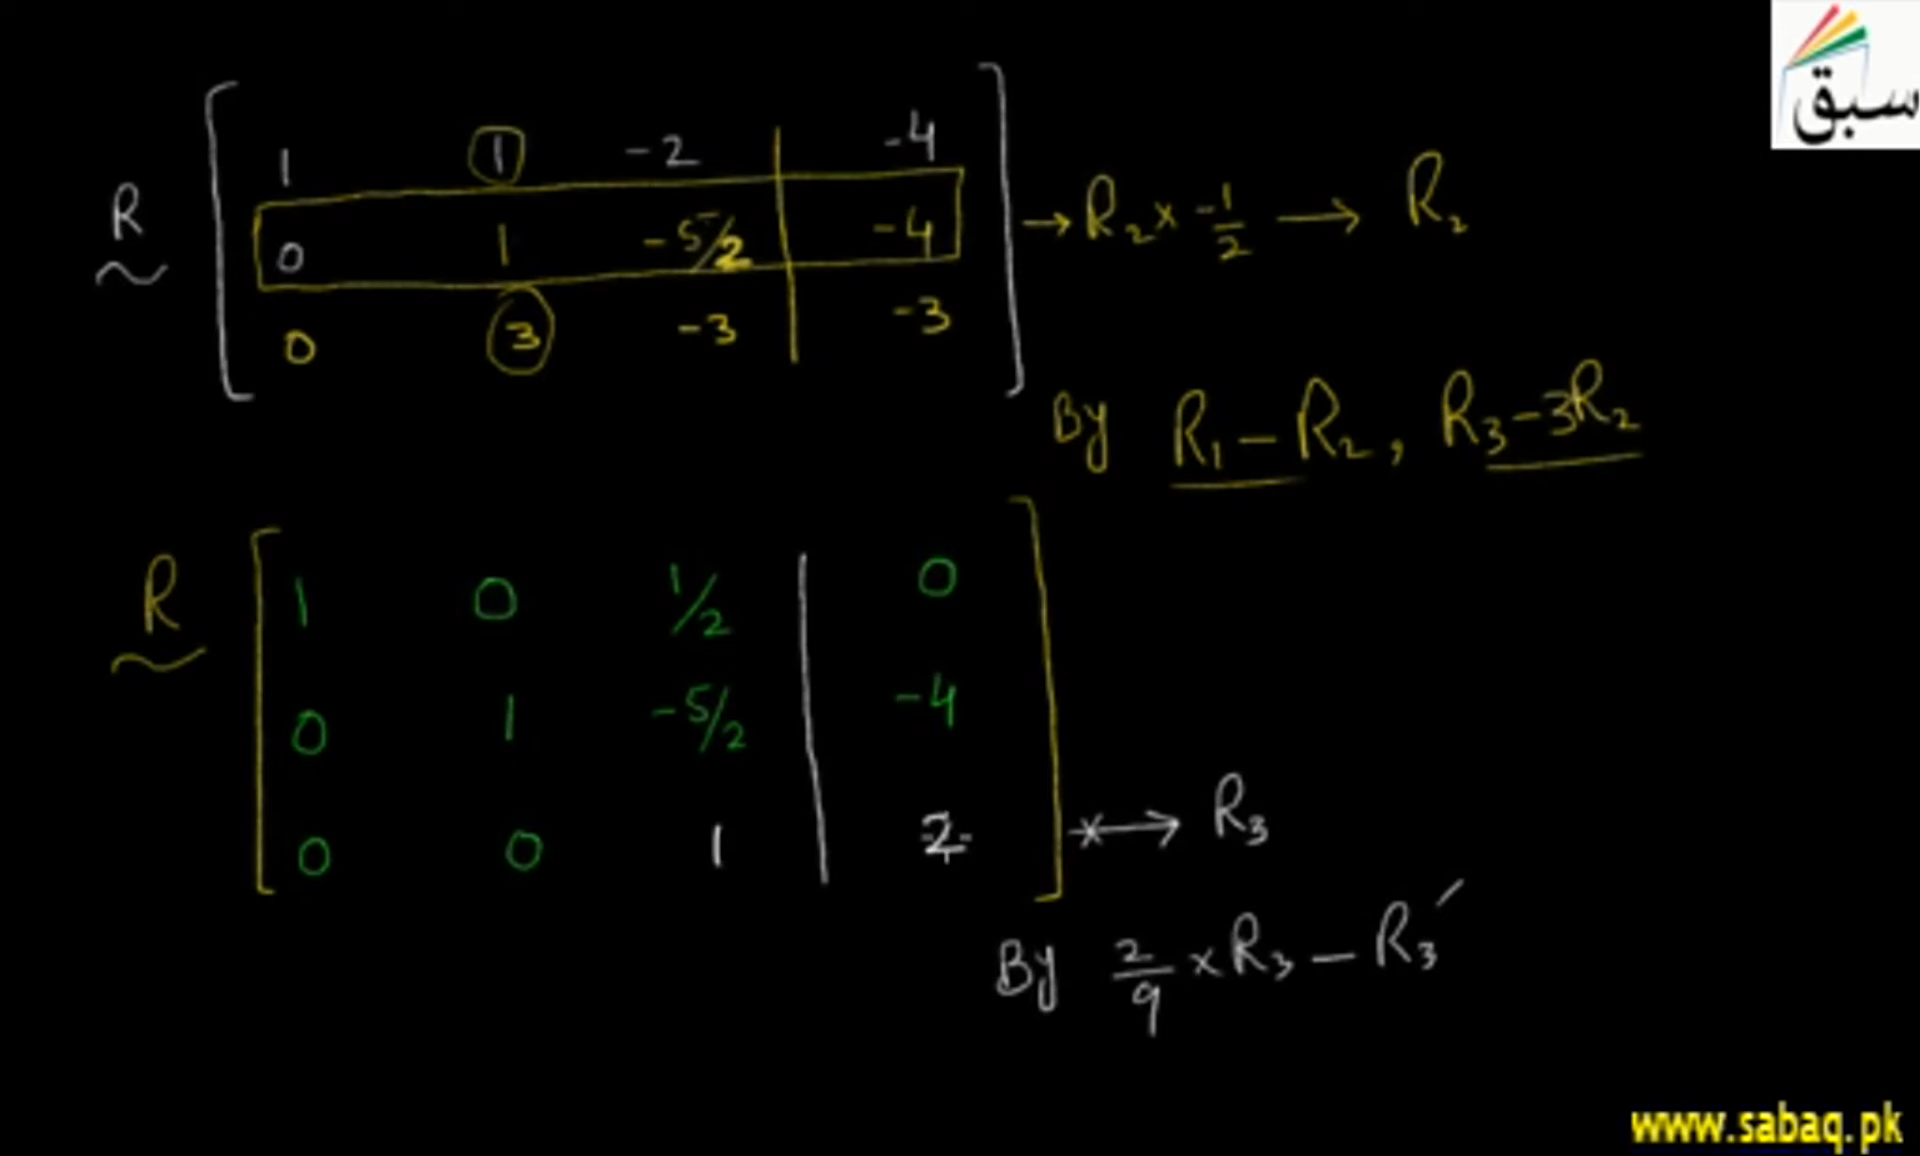 سبق
1 1 -2 | -4
R ~ 0 1 -5/2 | -4 → R₂ × -1/2 → R₂
0 3 -3 | -3
By R₁ - R₂, R₃ - 3R₂
1 0 1/2 | 0
R ~ 0 1 -5/2 | -4
0 0 1 | 2 → R₃
By 2/9 × R₃ - R₃′
www.sabaq.pk